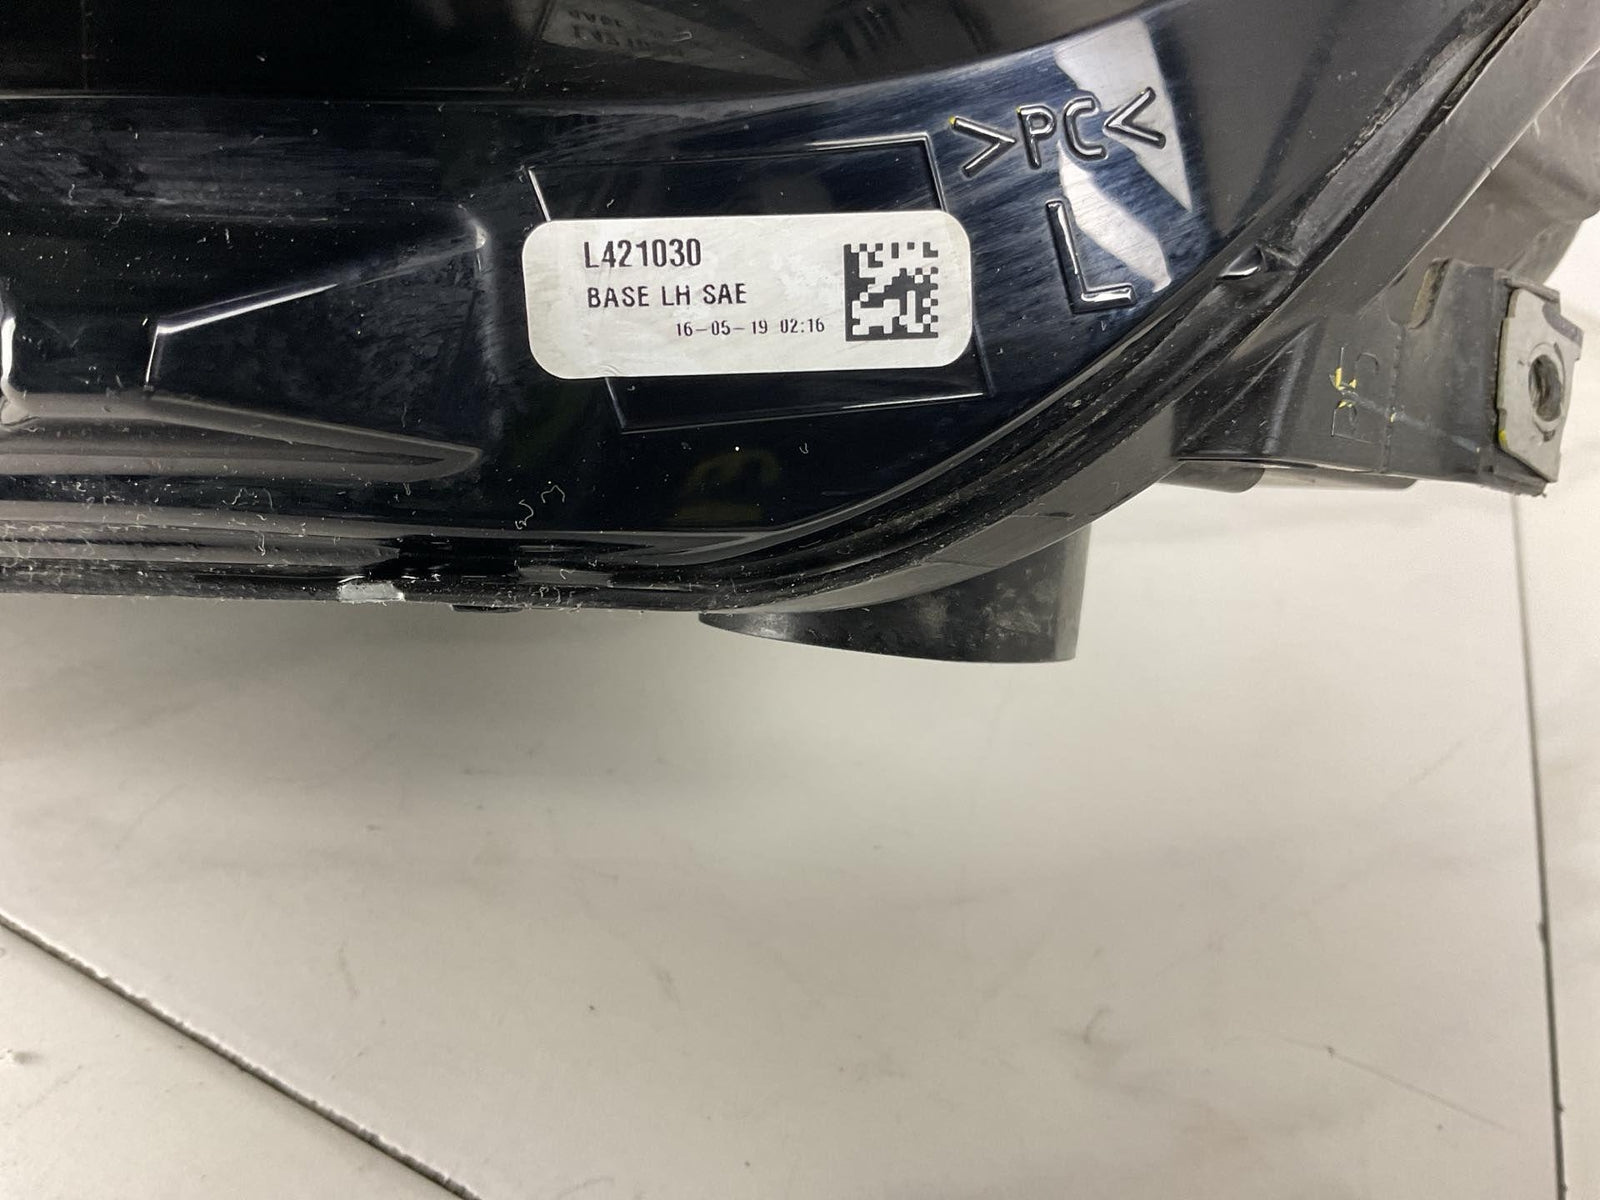 >PC<
L
L421030
BASE LH SAE
16-05-19 02:16